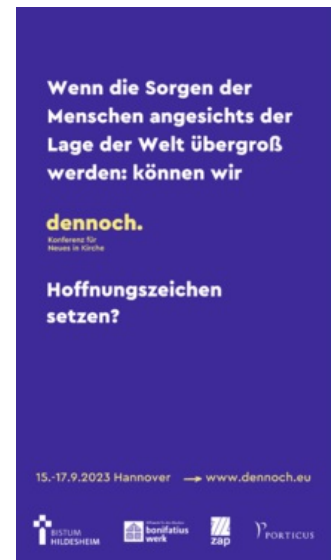 Wenn die Sorgen der
Menschen angesichts der
Lage der Welt übergroß
werden: können wir
dennoch.
Konferenz für
Neues in Kirche
Hoffnungszeichen
setzen?
15.-17.9.2023 Hannover → www.dennoch.eu
BISTUM
HILDESHEIM
bonifatius
werk
zap
PORTICUS